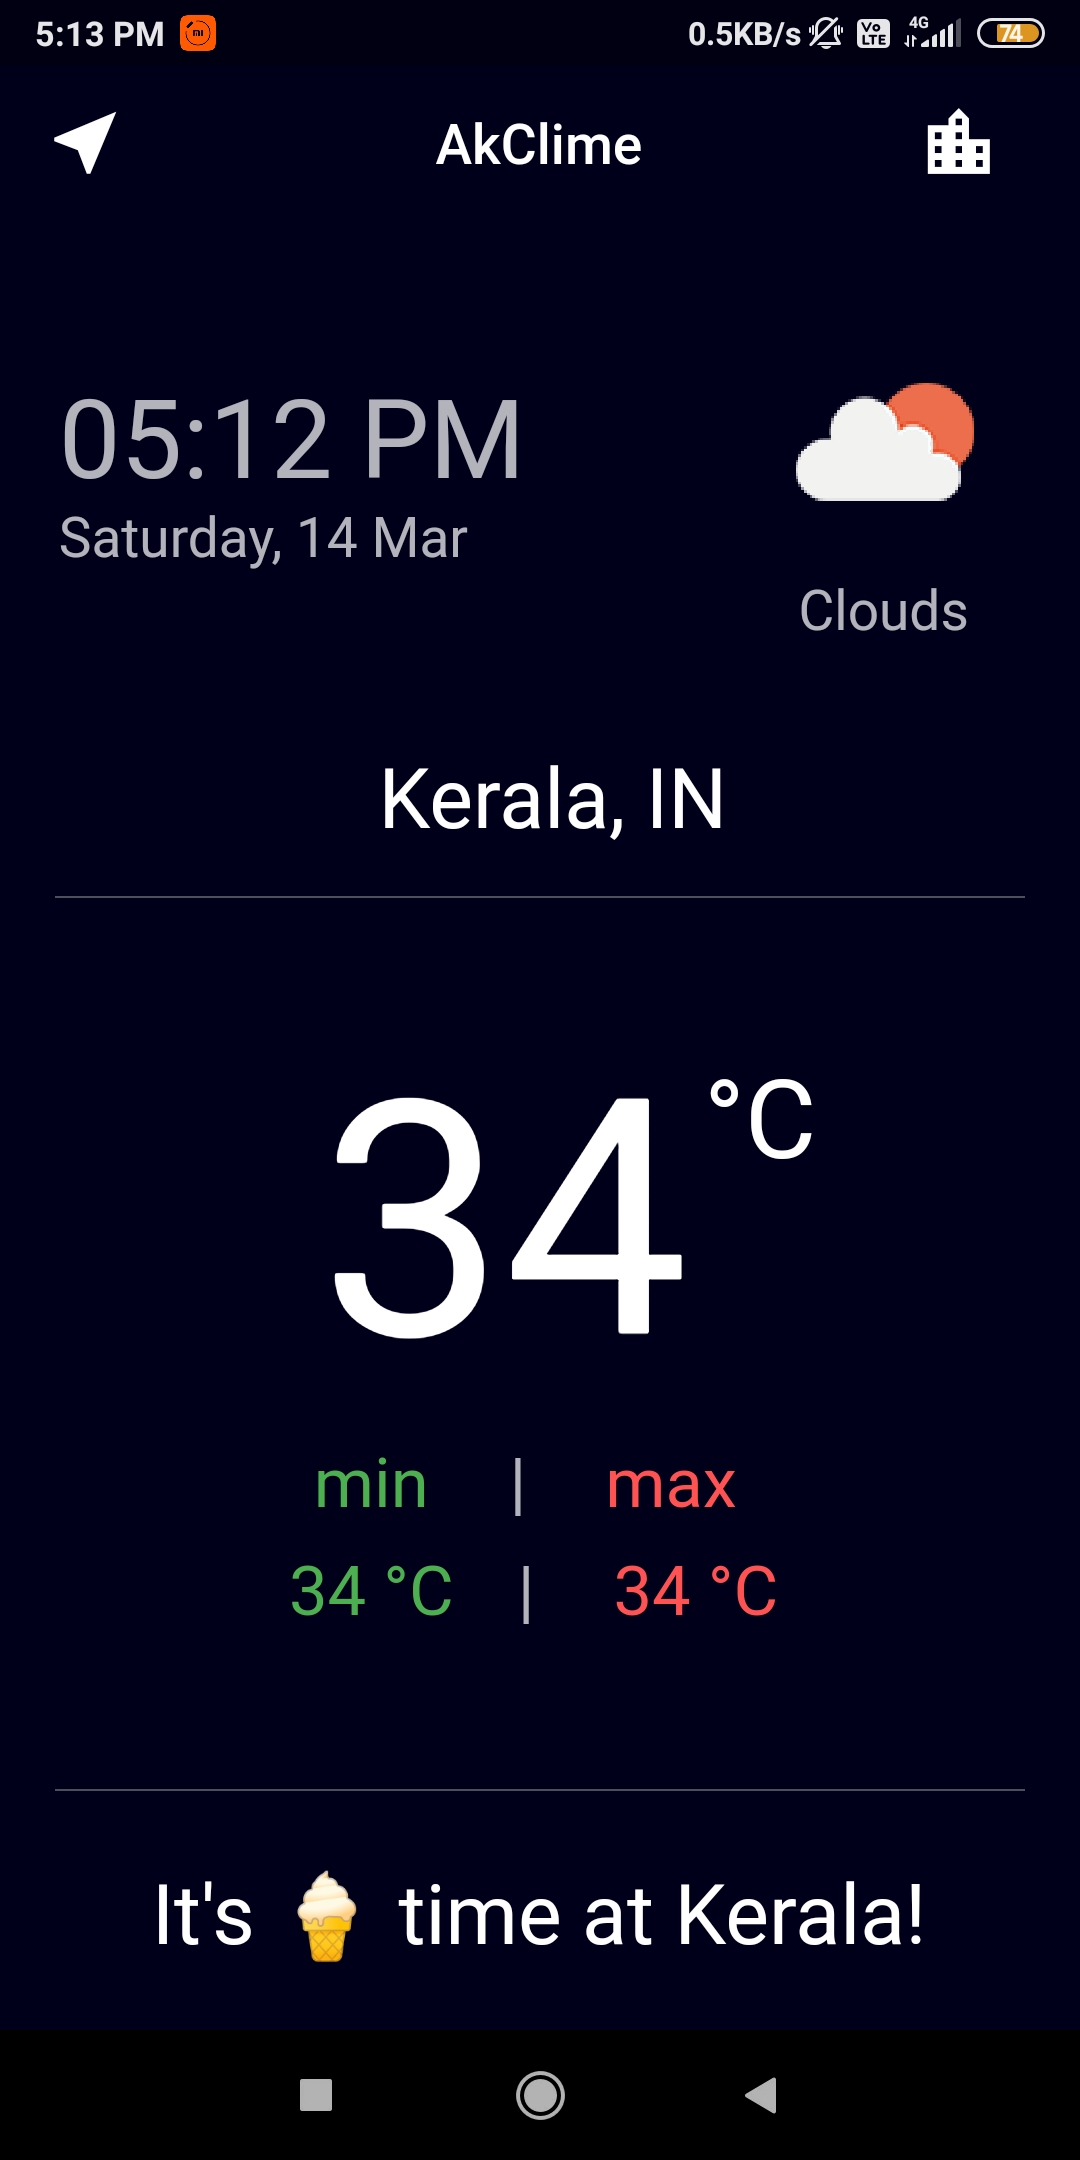 5:13 PM mi 0.5KB/s Vo LTE 4G 74
AkClime
05:12 PM
Saturday, 14 Mar
Clouds
Kerala, IN
34 °C
min | max
34 °C | 34 °C
It's 🍦 time at Kerala!